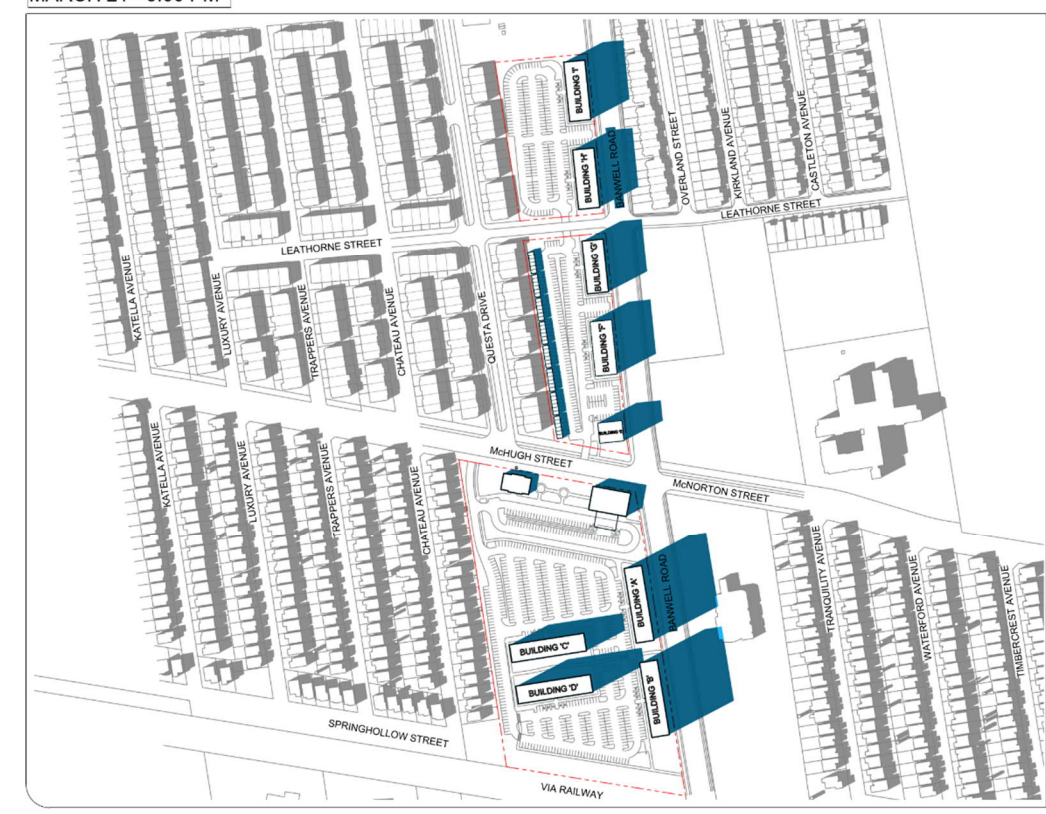 BUILDING 'I'
BUILDING 'H'
BANWELL ROAD
OVERLAND STREET
KIRKLAND AVENUE
CASTLETON AVENUE
LEATHORNE STREET
LEATHORNE STREET
KATELLA AVENUE
LUXURY AVENUE
TRAPPERS AVENUE
CHATEAU AVENUE
QUESTA DRIVE
BUILDING 'G'
BUILDING 'F'
McHUGH STREET
McNORTON STREET
KATELLA AVENUE
LUXURY AVENUE
TRAPPERS AVENUE
CHATEAU AVENUE
BUILDING 'A'
BANWELL ROAD
TRANQUILITY AVENUE
WATERFORD AVENUE
TIMBERCREST AVENUE
BUILDING 'C'
BUILDING 'D'
BUILDING 'B'
SPRINGHOLLOW STREET
VIA RAILWAY